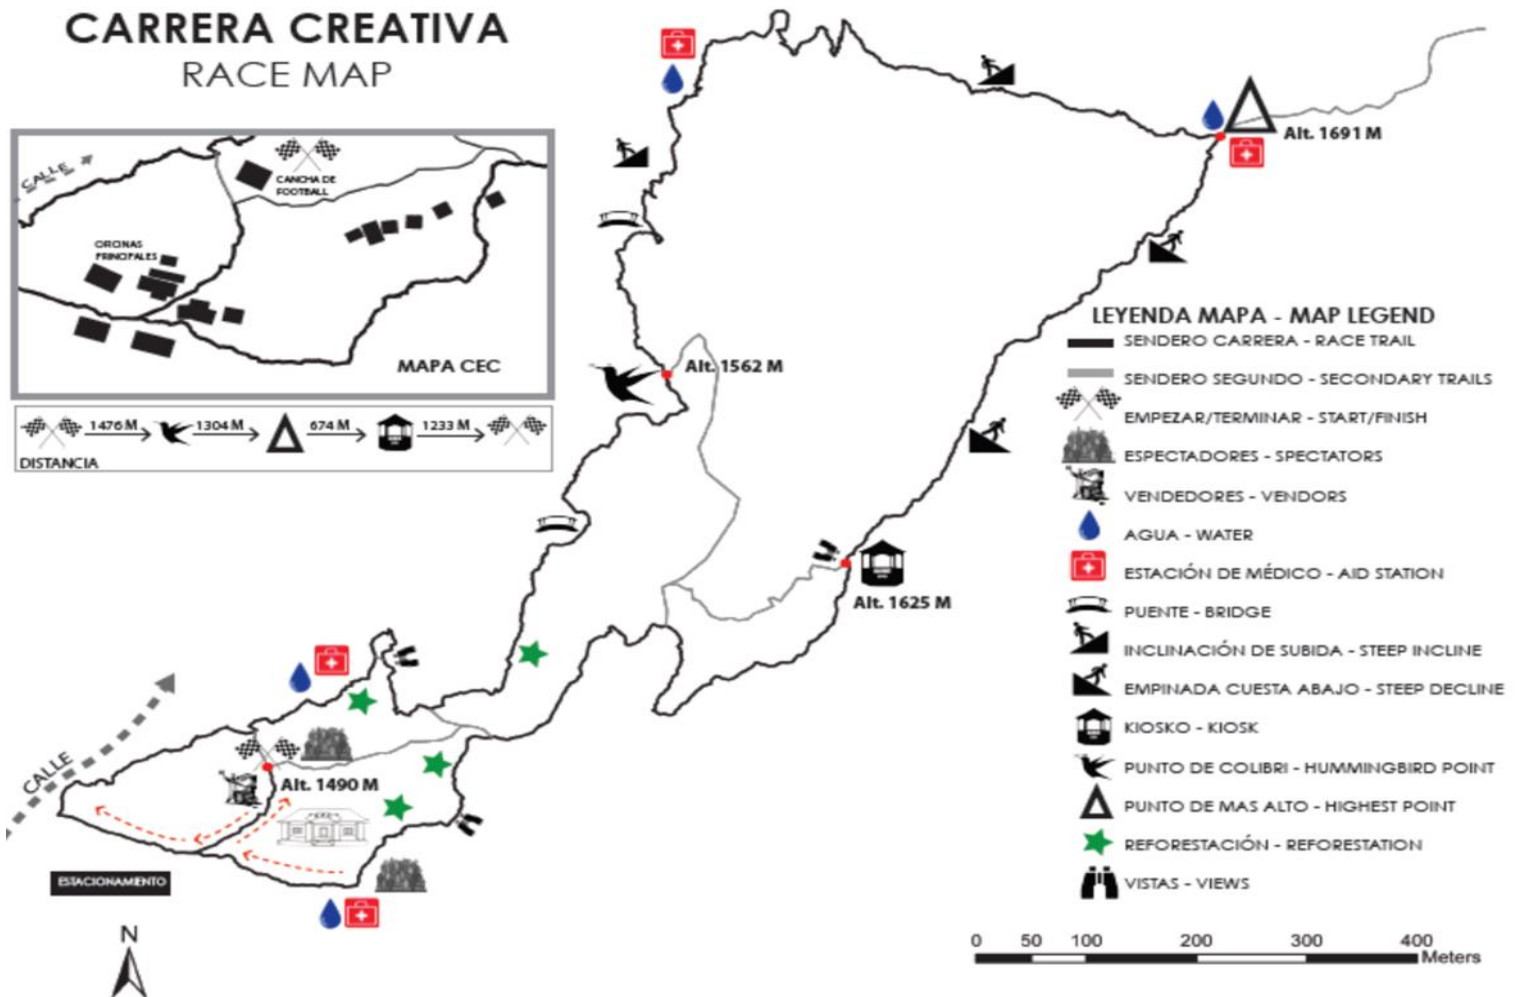 CARRERA CREATIVA
RACE MAP
CALLE
CANCHA DE
FOOTBALL
OFICINAS
PRINCIPALES
MAPA CEC
1476 M
1304 M
674 M
1233 M
DISTANCIA
Alt. 1691 M
Alt. 1562 M
Alt. 1625 M
Alt. 1490 M
CALLE
ESTACIONAMIENTO
N
LEYENDA MAPA - MAP LEGEND
SENDERO CARRERA - RACE TRAIL
SENDERO SEGUNDO - SECONDARY TRAILS
EMPEZAR/TERMINAR - START/FINISH
ESPECTADORES - SPECTATORS
VENDEDORES - VENDORS
AGUA - WATER
ESTACIÓN DE MÉDICO - AID STATION
PUENTE - BRIDGE
INCLINACIÓN DE SUBIDA - STEEP INCLINE
EMPINADA CUESTA ABAJO - STEEP DECLINE
KIOSKO - KIOSK
PUNTO DE COLIBRI - HUMMINGBIRD POINT
PUNTO DE MAS ALTO - HIGHEST POINT
REFORESTACIÓN - REFORESTATION
VISTAS - VIEWS
0 50 100 200 300 400
Meters